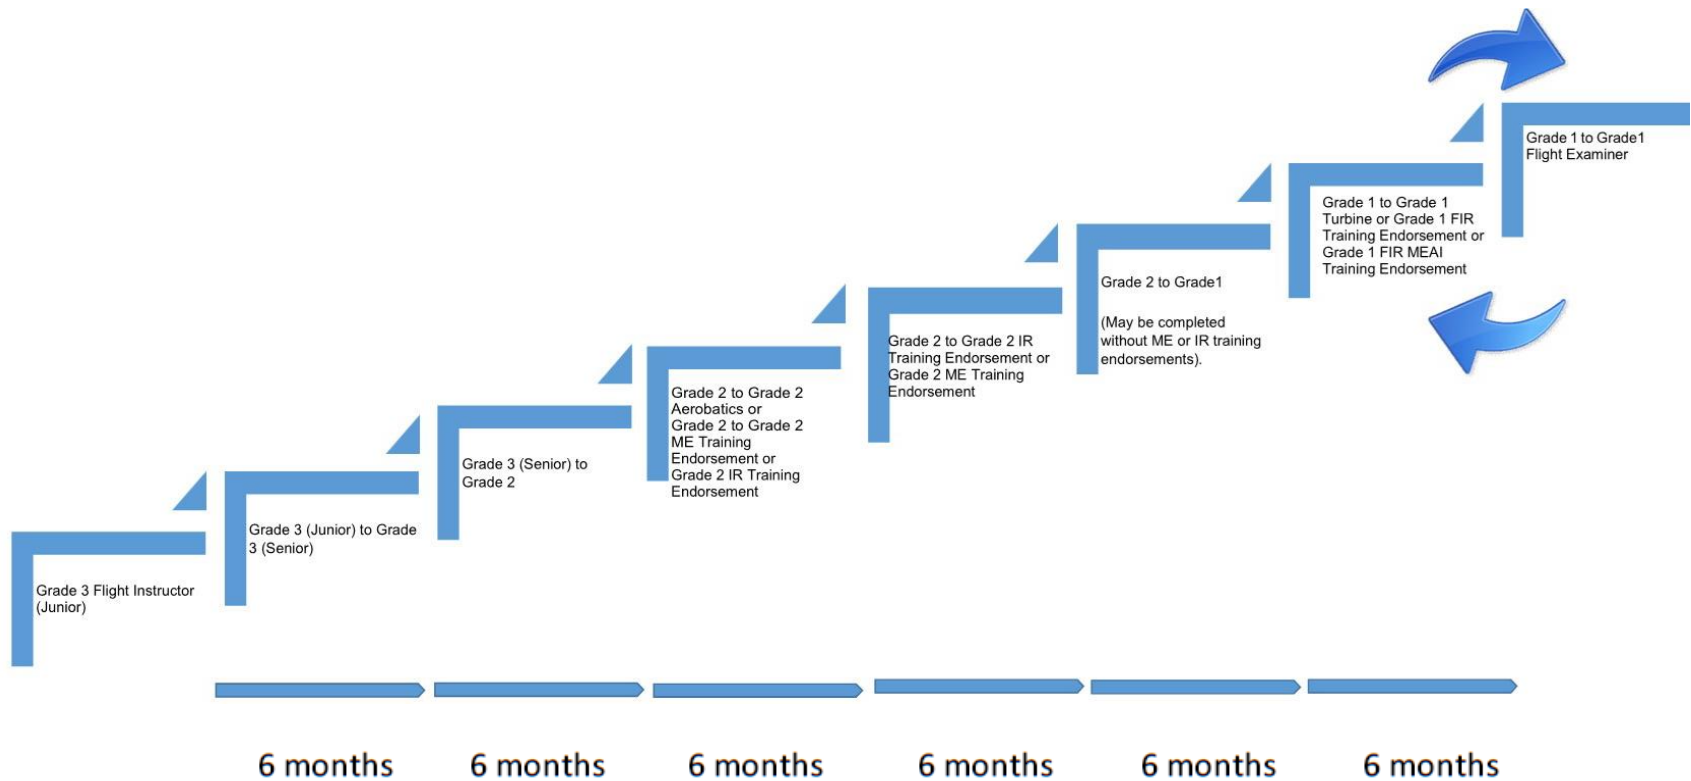 Grade 3 Flight Instructor
(Junior)
Grade 3 (Junior) to Grade
3 (Senior)
Grade 3 (Senior) to
Grade 2
Grade 2 to Grade 2
Aerobatics or
Grade 2 to Grade 2
ME Training
Endorsement or
Grade 2 IR Training
Endorsement
Grade 2 to Grade 2 IR
Training Endorsement or
Grade 2 ME Training
Endorsement
Grade 2 to Grade1
(May be completed
without ME or IR training
endorsements).
Grade 1 to Grade 1
Turbine or Grade 1 FIR
Training Endorsement or
Grade 1 FIR MEAI
Training Endorsement
Grade 1 to Grade1
Flight Examiner
6 months
6 months
6 months
6 months
6 months
6 months